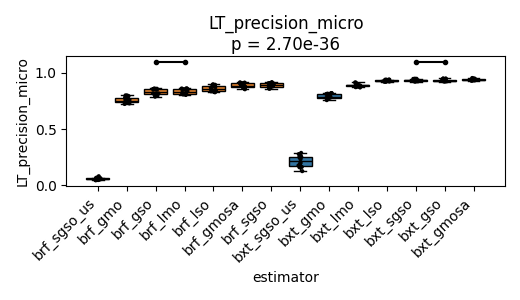 LT_precision_micro
p = 2.70e-36
LT_precision_micro
1.0
0.5
0.0
brf_sgso_us
brf_gmo
brf_gso
brf_lmo
brf_lso
brf_gmosa
brf_sgso
bxt_sgso_us
bxt_gmo
bxt_lmo
bxt_lso
bxt_sgso
bxt_gso
bxt_gmosa
estimator